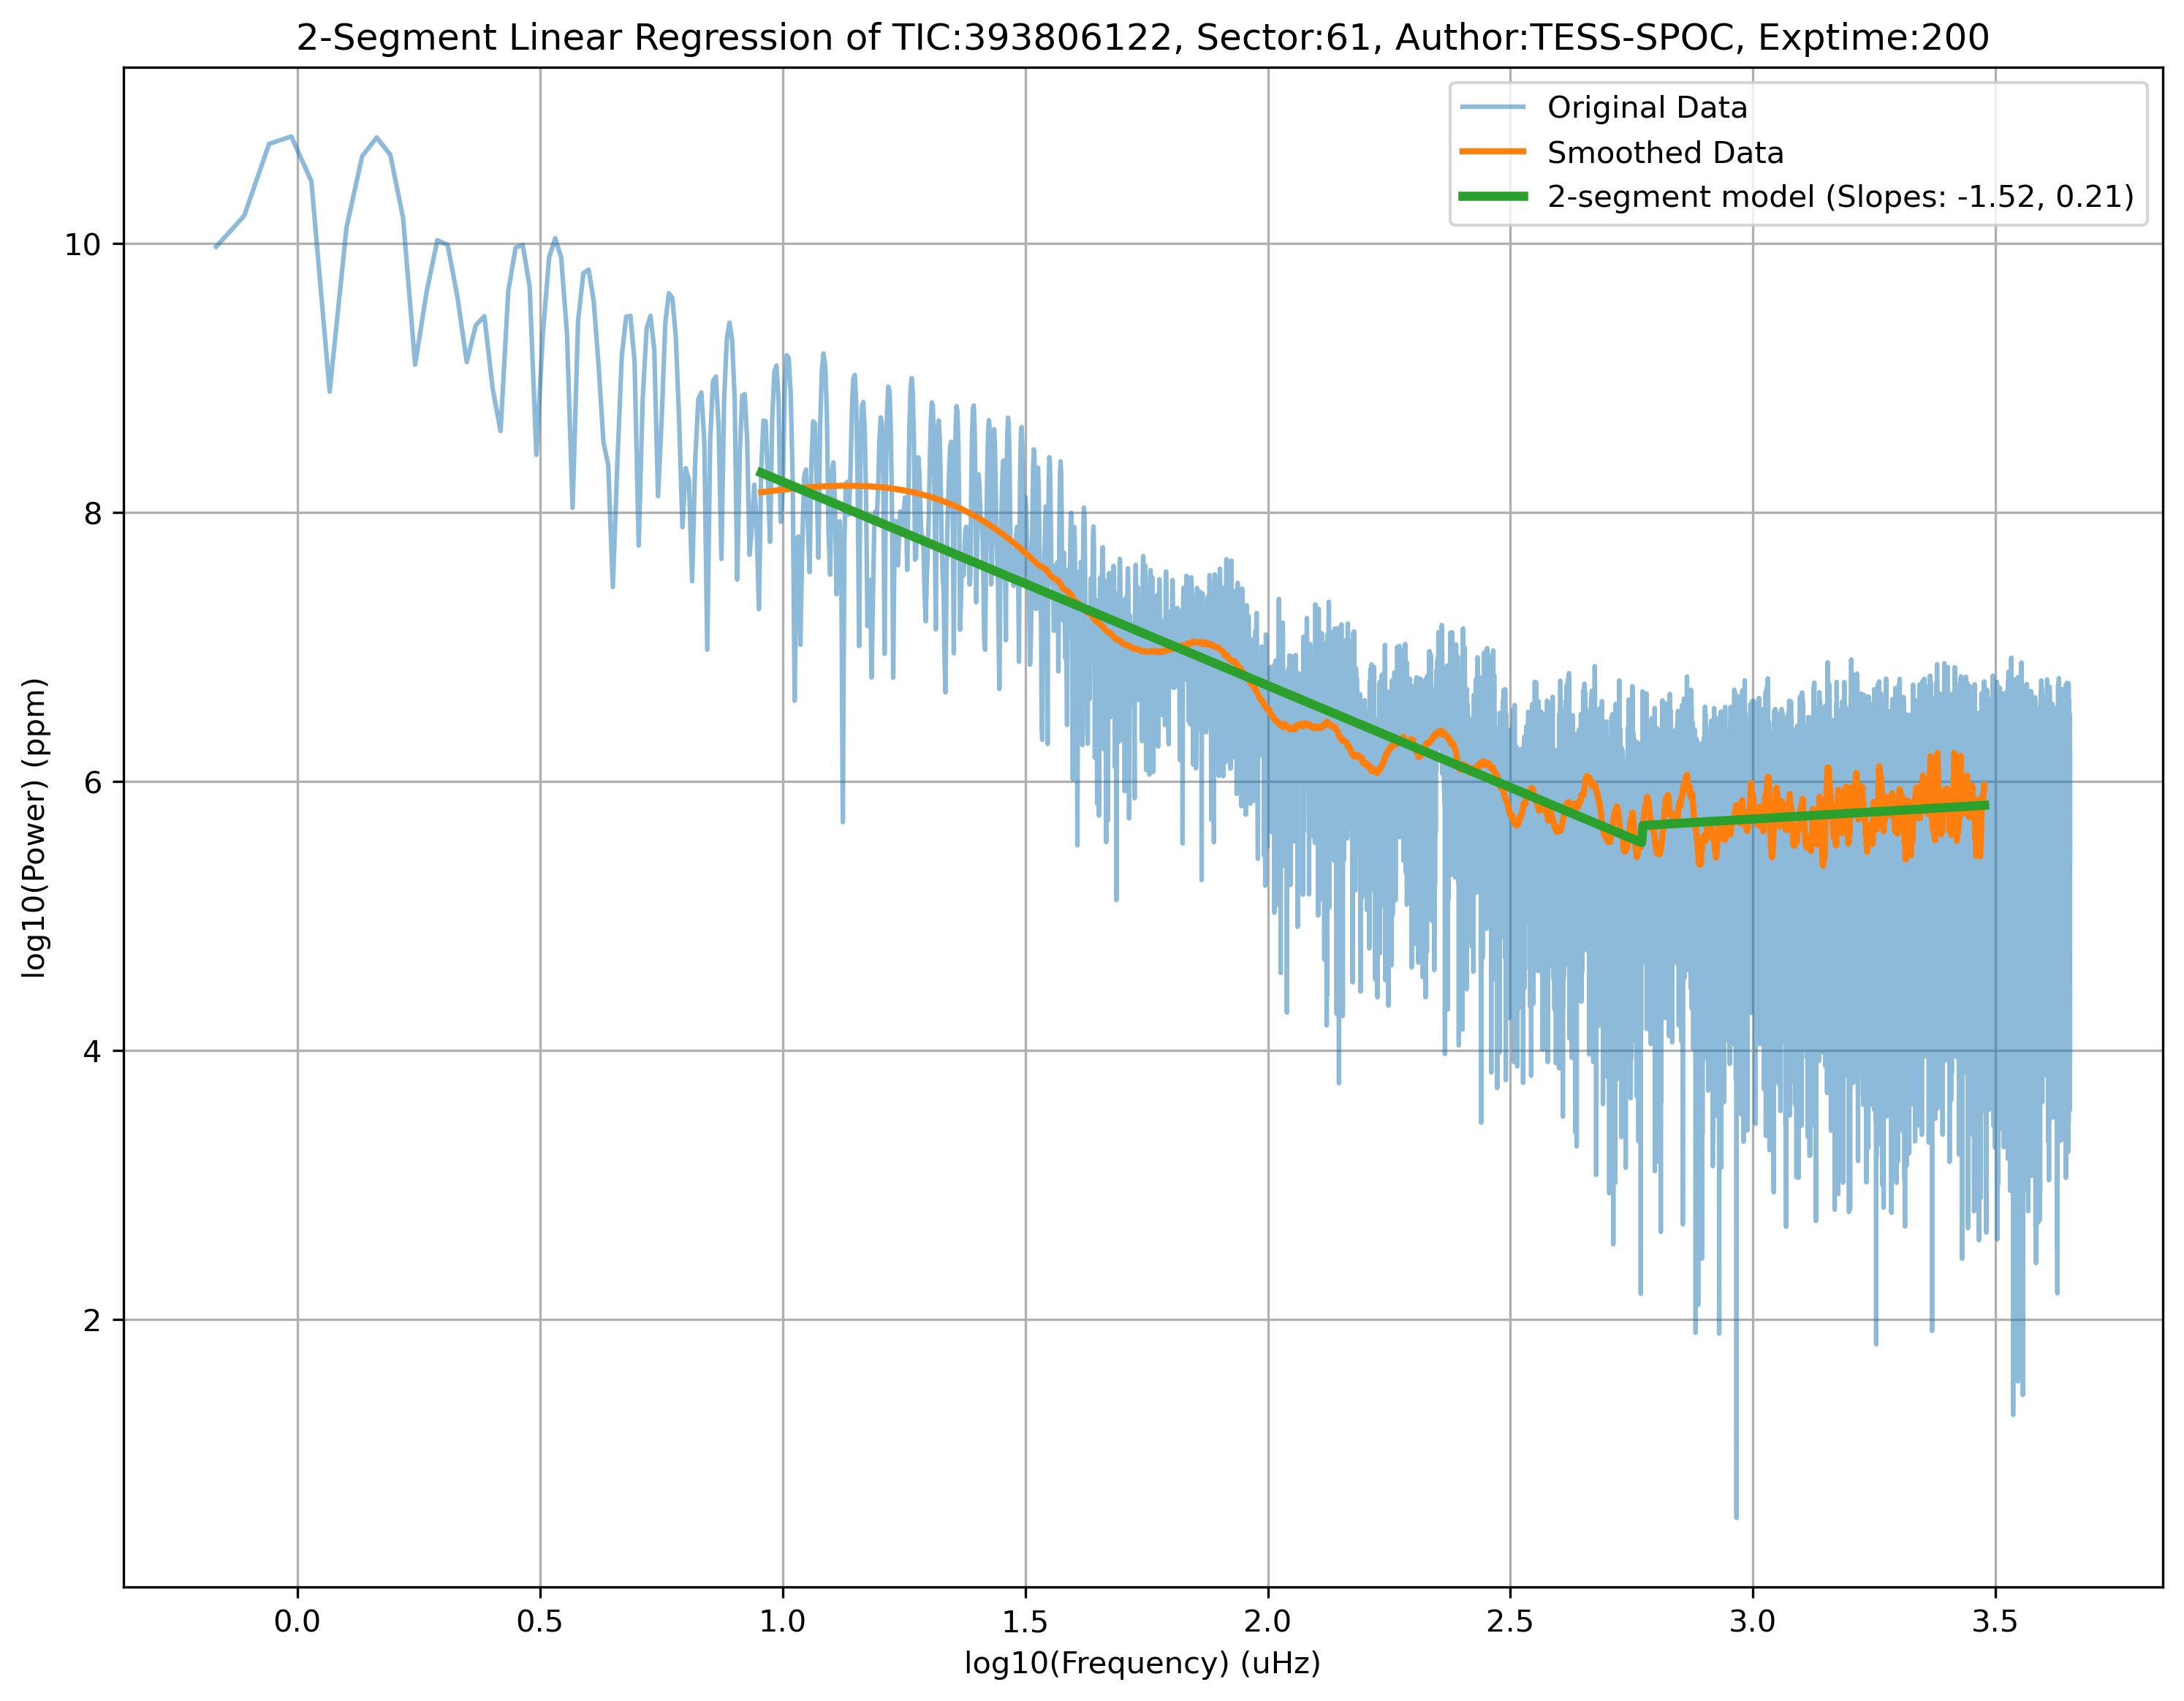 2-Segment Linear Regression of TIC:393806122, Sector:61, Author:TESS-SPOC, Exptime:200
Original Data
Smoothed Data
2-segment model (Slopes: -1.52, 0.21)
log10(Power) (ppm)
10
8
6
4
2
0.0 0.5 1.0 1.5 2.0 2.5 3.0 3.5
log10(Frequency) (uHz)